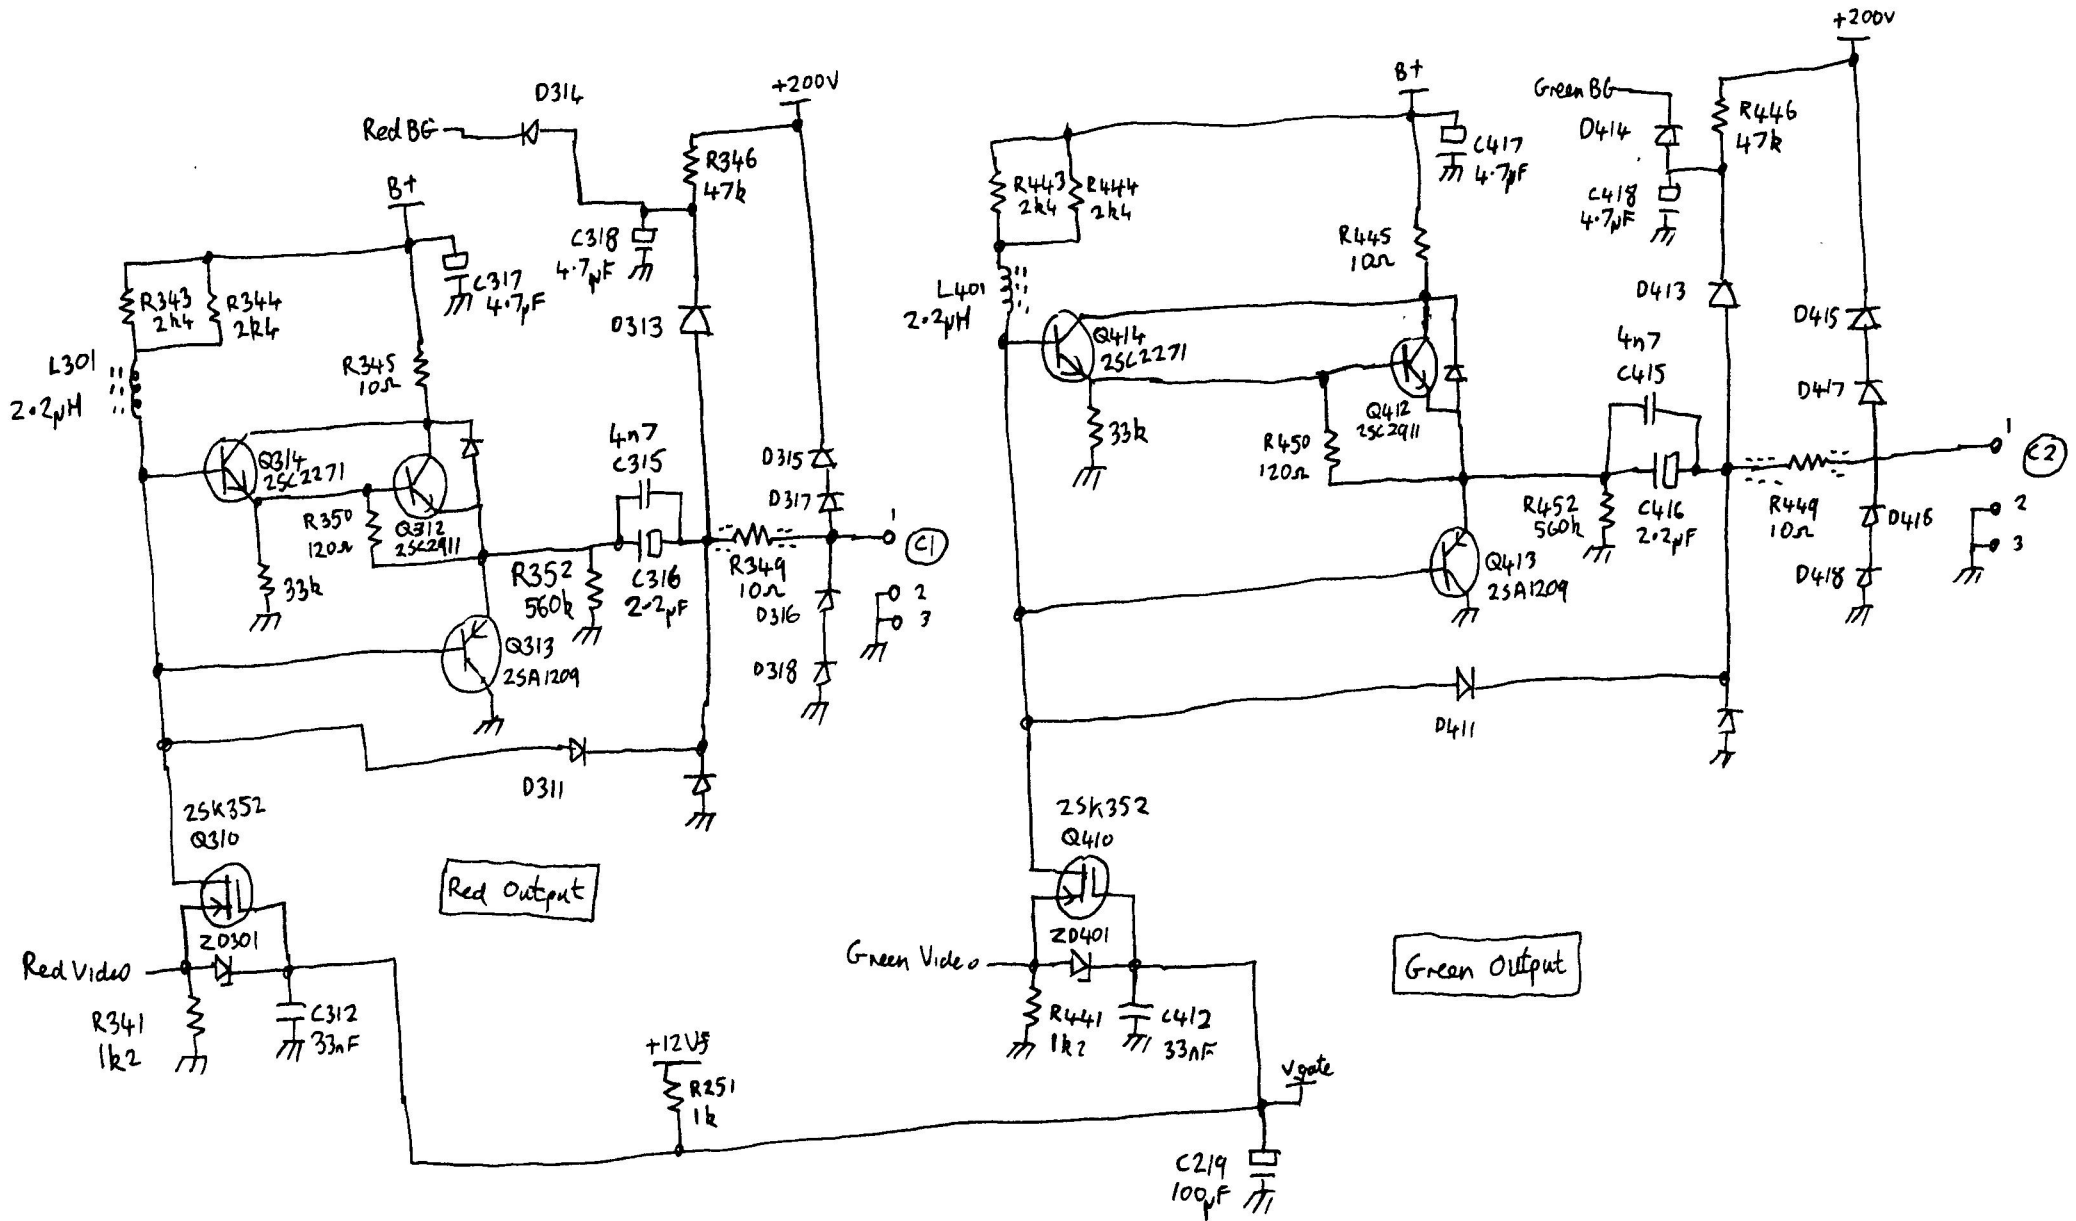 D314
Red BG
+200V
R346
47k
B+
C318
4.7µF
C317
4.7µF
R343
2k4
R344
2k4
D313
L301
2.2µH
R345
10Ω
Q314
2SC2271
4n7
C315
D315
D317
R350
120Ω
Q312
2SC2911
33k
R352
560k
C316
2.2µF
R349
10Ω
1
C1
D316
2
3
Q313
2SA1209
D318
D311
2SK352
Q310
Red Output
ZD301
Red Video
R341
1k2
C312
33nF
+12V5
R251
1k
+200V
B+
Green BG
D414
R446
47k
C417
4.7µF
R443
2k4
R444
2k4
C418
4.7µF
R445
10Ω
L401
2.2µH
D413
D415
Q414
2SC2271
4n7
C415
D417
Q412
2SC2911
33k
R450
120Ω
1
C2
R452
560k
C416
2.2µF
R449
10Ω
D416
2
3
Q413
2SA1209
D418
D411
2SK352
Q410
ZD401
Green Video
Green Output
R441
1k2
C412
33nF
Vgate
C219
100µF